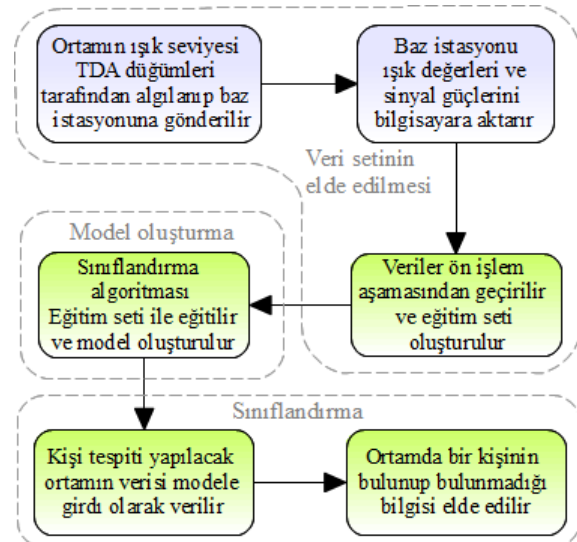 Ortamın ışık seviyesi
TDA düğümleri
tarafından algılanıp baz
istasyonuna gönderilir
Baz istasyonu
ışık değerleri ve
sinyal güçlerini
bilgisayara aktarır
Veri setinin
elde edilmesi
Veriler ön işlem
aşamasından geçirilir
ve eğitim seti
oluşturulur
Model oluşturma
Sınıflandırma
algoritması
Eğitim seti ile eğitilir
ve model oluşturulur
Sınıflandırma
Kişi tespiti yapılacak
ortamın verisi modele
girdi olarak verilir
Ortamda bir kişinin
bulunup bulunmadığı
bilgisi elde edilir